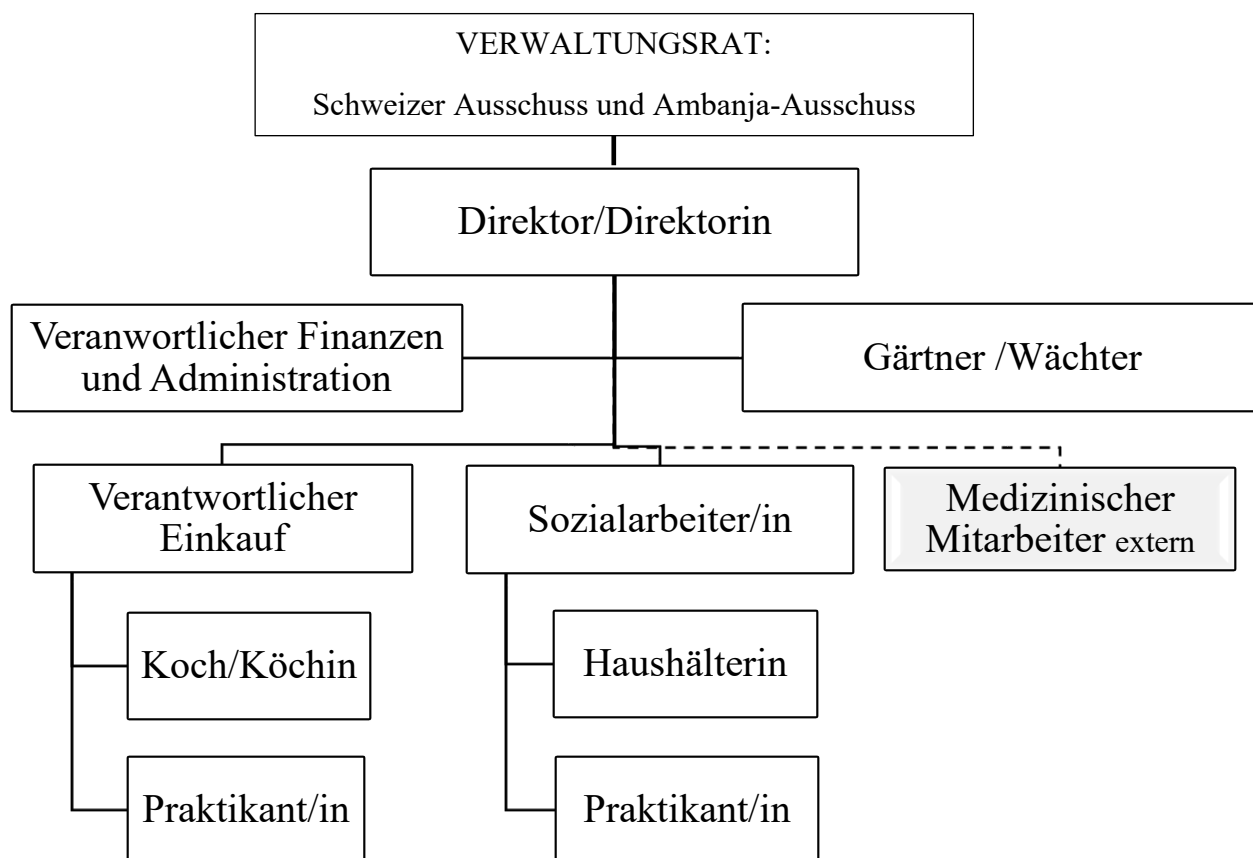 VERWALTUNGSRAT:
Schweizer Ausschuss und Ambanja-Ausschuss
Direktor/Direktorin
Veranwortlicher Finanzen
und Administration
Gärtner /Wächter
Verantwortlicher
Einkauf
Sozialarbeiter/in
Medizinischer
Mitarbeiter extern
Koch/Köchin
Haushälterin
Praktikant/in
Praktikant/in